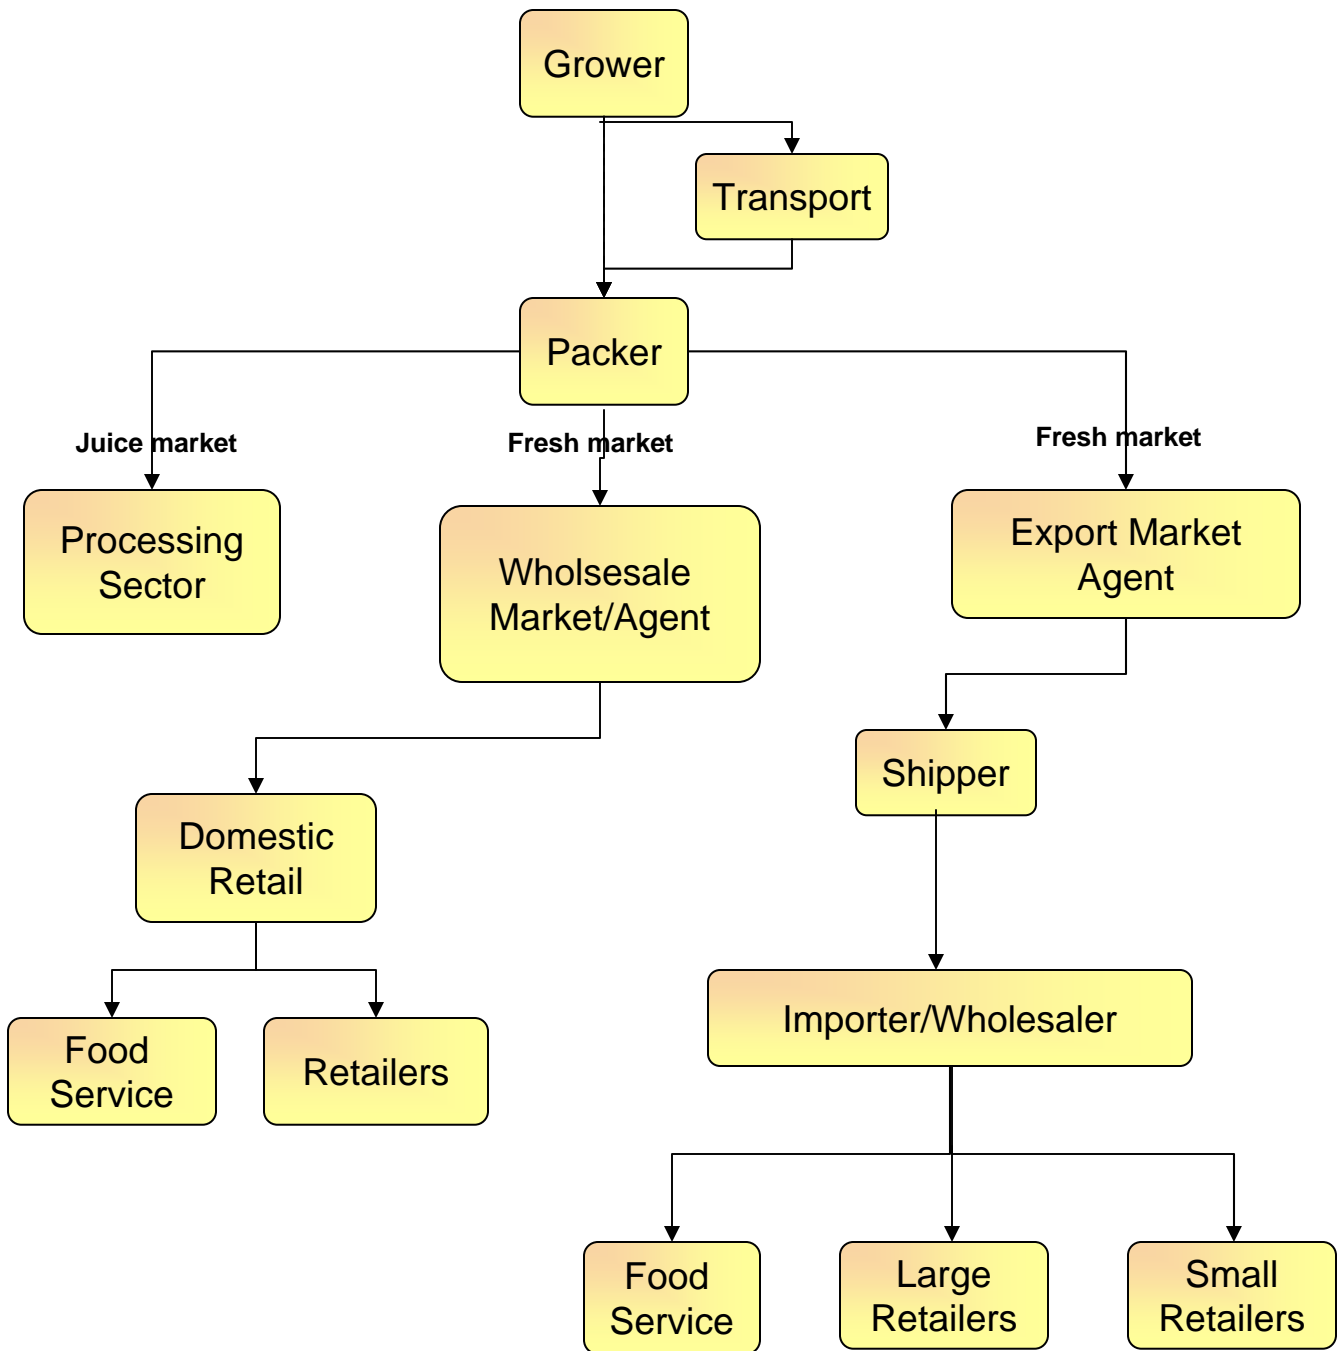 Grower
Transport
Packer
Juice market
Fresh market
Fresh market
Processing
Sector
Wholsesale
Market/Agent
Export Market
Agent
Shipper
Domestic
Retail
Importer/Wholesaler
Food
Service
Retailers
Food
Service
Large
Retailers
Small
Retailers